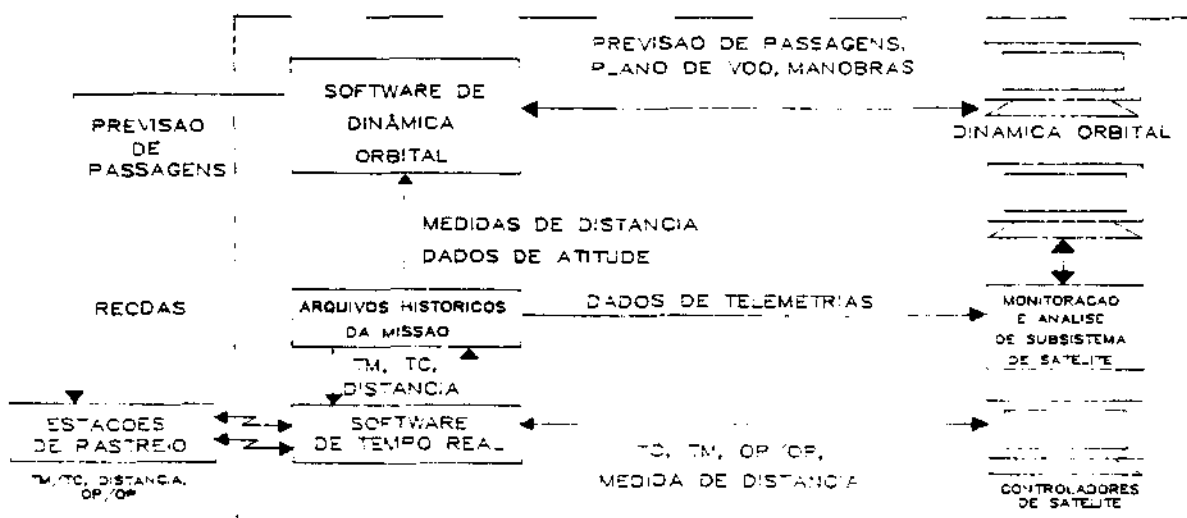 PREVISAO DE PASSAGENS,
PLANO DE VOO, MANOBRAS
SOFTWARE DE
DINÂMICA
ORBITAL
PREVISAO
DE
PASSAGENS
DINAMICA ORBITAL
MEDIDAS DE DISTANCIA
DADOS DE ATITUDE
RECDAS
ARQUIVOS HISTORICOS
DA MISSAO
DADOS DE TELEMETRIAS
MONITORACAO
E ANALISE
DE SUBSISTEMA
DE SATELITE
TM, TC,
DISTANCIA
ESTACOES
DE RASTREIO
SOFTWARE
DE TEMPO REAL
TC, TM, OP/OP,
MEDIDA DE DISTANCIA
TM/TC, DISTANCIA,
OP/OP
CONTROLADORES
DE SATELITE